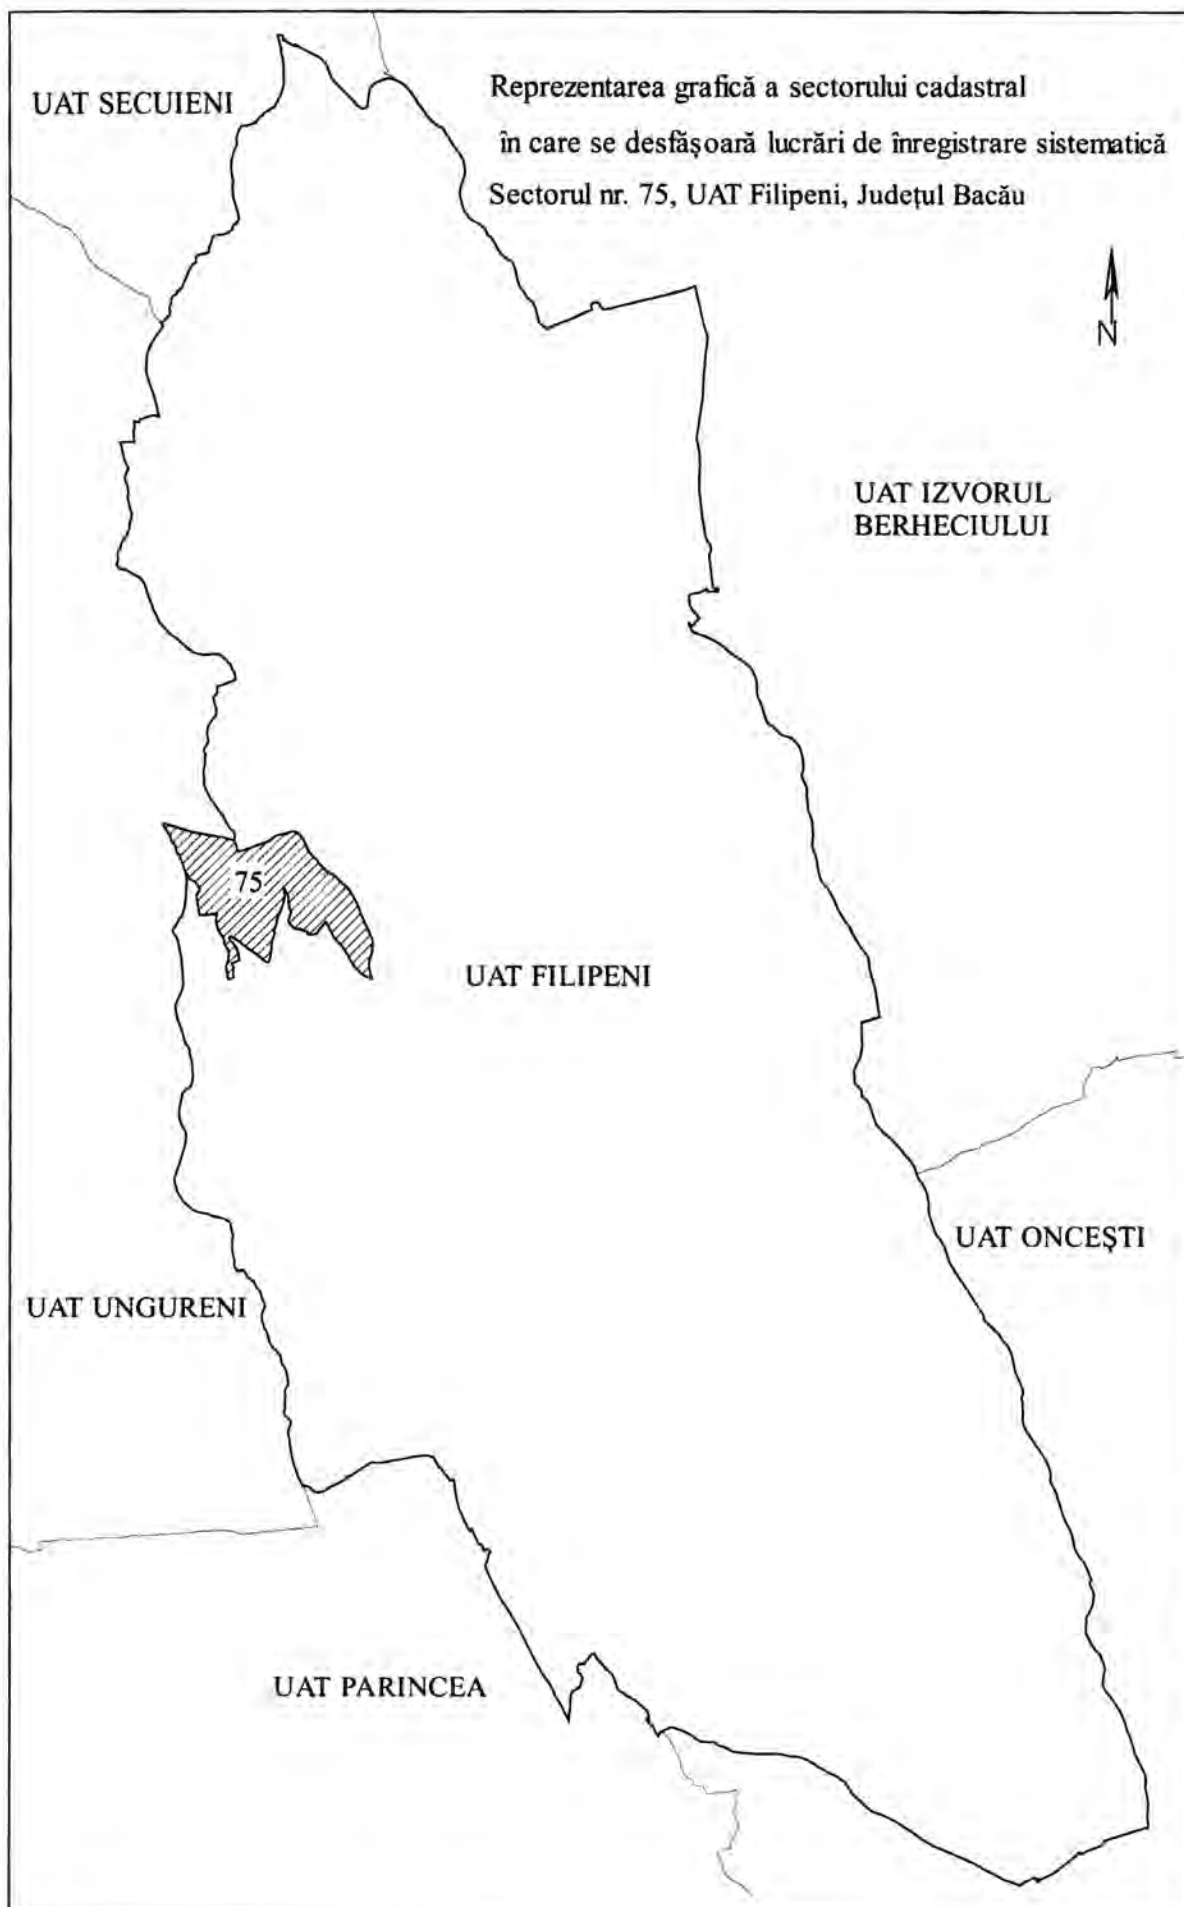 Reprezentarea grafică a sectorului cadastral
în care se desfășoară lucrări de înregistrare sistematică
Sectorul nr. 75, UAT Filipeni, Județul Bacău
UAT SECUIENI
N
UAT IZVORUL
BERHECIULUI
75
UAT FILIPENI
UAT ONCEȘTI
UAT UNGURENI
UAT PARINCEA